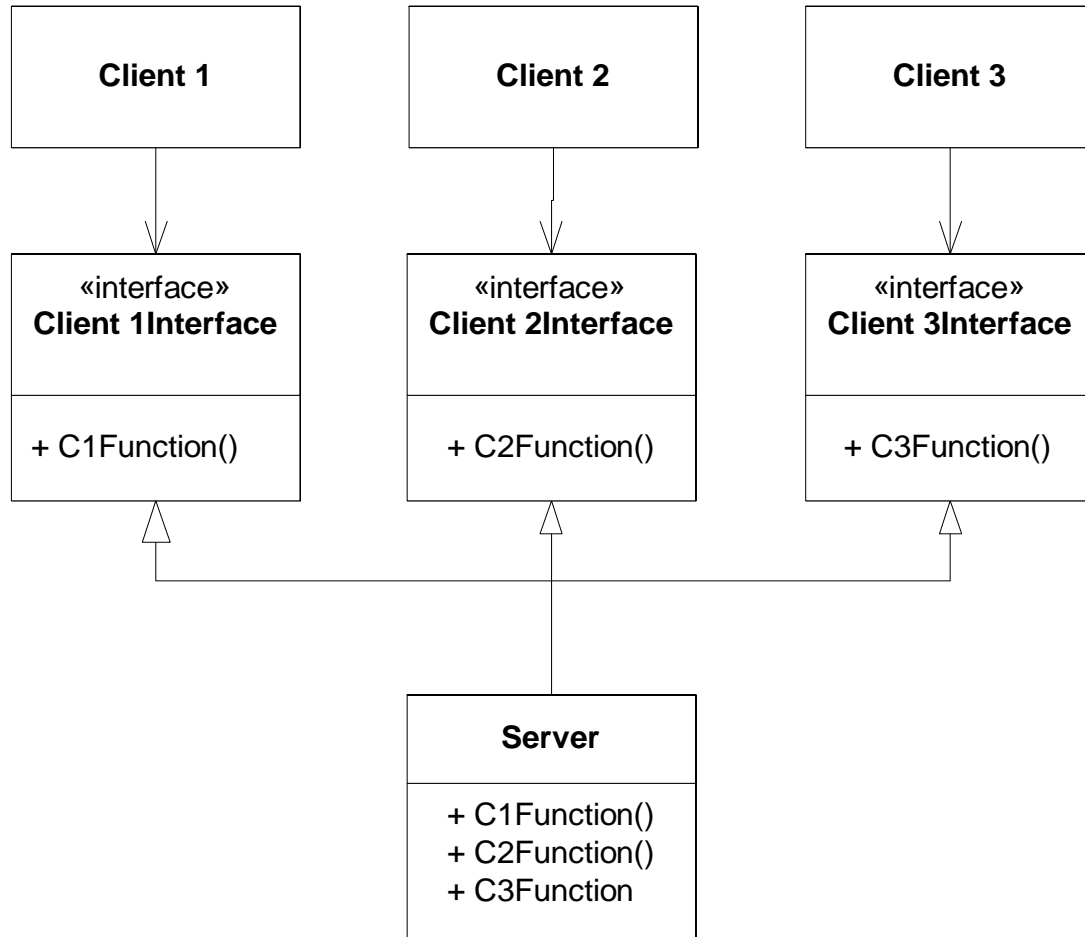 Client 1
Client 2
Client 3
«interface»
Client 1Interface
+ C1Function()
«interface»
Client 2Interface
+ C2Function()
«interface»
Client 3Interface
+ C3Function()
Server
+ C1Function()
+ C2Function()
+ C3Function